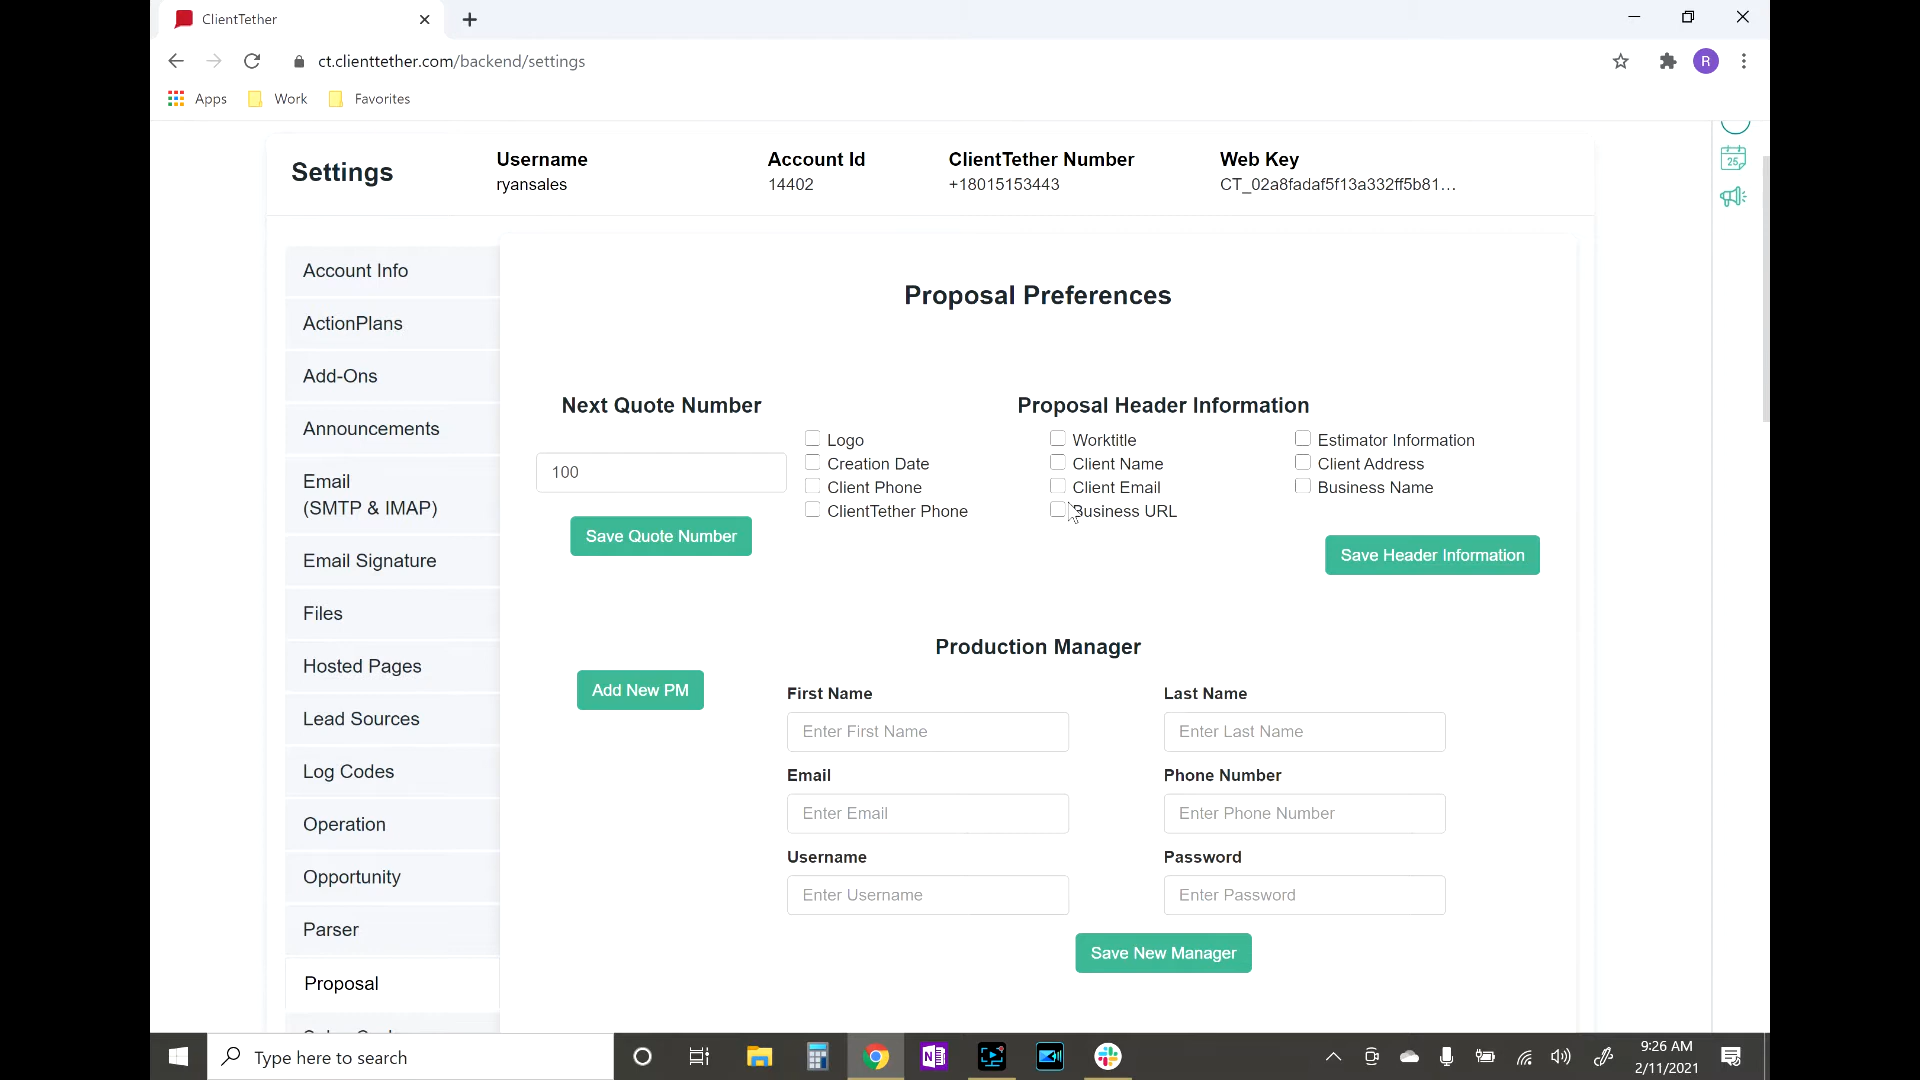 ClientTether
ct.clienttether.com/backend/settings
R
Apps
Work
Favorites
Settings
Username
ryansales
Account Id
14402
ClientTether Number
+18015153443
Web Key
CT_02a8fadaf5f13a332ff5b81...
25
Account Info
ActionPlans
Add-Ons
Announcements
Email
(SMTP & IMAP)
Email Signature
Files
Hosted Pages
Lead Sources
Log Codes
Operation
Opportunity
Parser
Proposal
Proposal Preferences
Next Quote Number
100
Save Quote Number
Proposal Header Information
Logo
Worktitle
Estimator Information
Creation Date
Client Name
Client Address
Client Phone
Client Email
Business Name
ClientTether Phone
Business URL
Save Header Information
Production Manager
Add New PM
First Name
Last Name
Enter First Name
Enter Last Name
Email
Phone Number
Enter Email
Enter Phone Number
Username
Password
Enter Username
Enter Password
Save New Manager
Type here to search
N
9:26 AM
2/11/2021